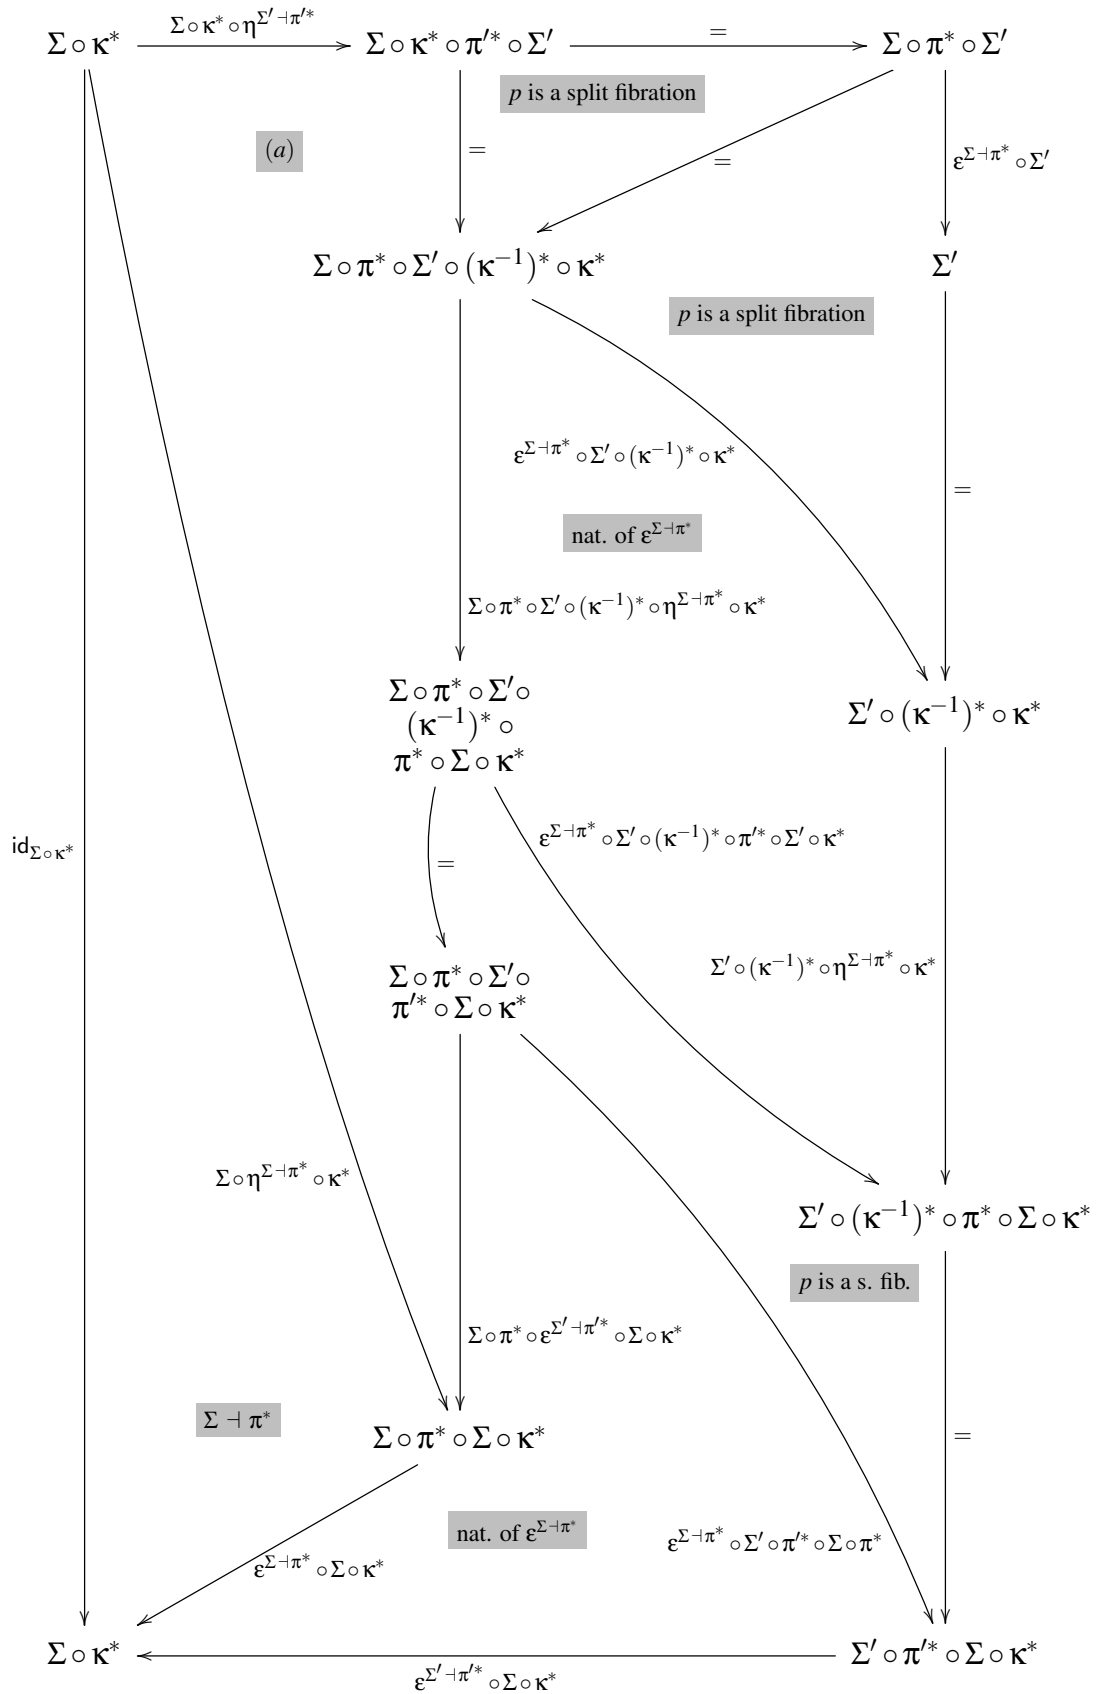 Σ ∘ κ* Σ∘κ*∘η^{Σ′⊣π′*} Σ ∘ κ* ∘ π′* ∘ Σ′ = Σ ∘ π* ∘ Σ′
p is a split fibration
(a) = = ε^{Σ⊣π*}∘Σ′
Σ ∘ π* ∘ Σ′ ∘ (κ⁻¹)* ∘ κ* Σ′
p is a split fibration
ε^{Σ⊣π*}∘Σ′∘(κ⁻¹)*∘κ*
=
nat. of ε^{Σ⊣π*}
Σ∘π*∘Σ′∘(κ⁻¹)*∘η^{Σ⊣π*}∘κ*
Σ ∘ π* ∘ Σ′∘
(κ⁻¹)* ∘ Σ′ ∘ (κ⁻¹)* ∘ κ*
π* ∘ Σ ∘ κ*
id_{Σ∘κ*} ε^{Σ⊣π*}∘Σ′∘(κ⁻¹)*∘π′*∘Σ′∘κ*
=
Σ′∘(κ⁻¹)*∘η^{Σ⊣π*}∘κ*
Σ ∘ π* ∘ Σ′∘
π′* ∘ Σ ∘ κ*
Σ∘η^{Σ⊣π*}∘κ*
Σ′ ∘ (κ⁻¹)* ∘ π* ∘ Σ ∘ κ*
p is a s. fib.
Σ∘π*∘ε^{Σ′⊣π′*}∘Σ∘κ*
Σ ⊣ π*
Σ ∘ π* ∘ Σ ∘ κ* =
nat. of ε^{Σ⊣π*} ε^{Σ⊣π*}∘Σ′∘π′*∘Σ∘π*
ε^{Σ⊣π*}∘Σ∘κ*
Σ ∘ κ* Σ′ ∘ π′* ∘ Σ ∘ κ*
ε^{Σ′⊣π′*}∘Σ∘κ*